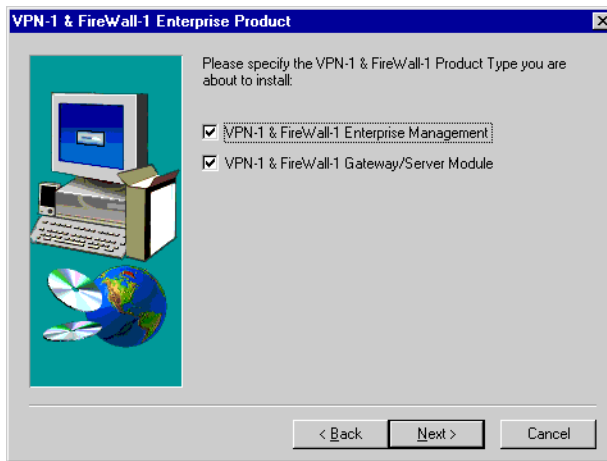 VPN-1 & FireWall-1 Enterprise Product
Please specify the VPN-1 & FireWall-1 Product Type you are
about to install:
VPN-1 & FireWall-1 Enterprise Management
VPN-1 & FireWall-1 Gateway/Server Module
< Back
Next >
Cancel